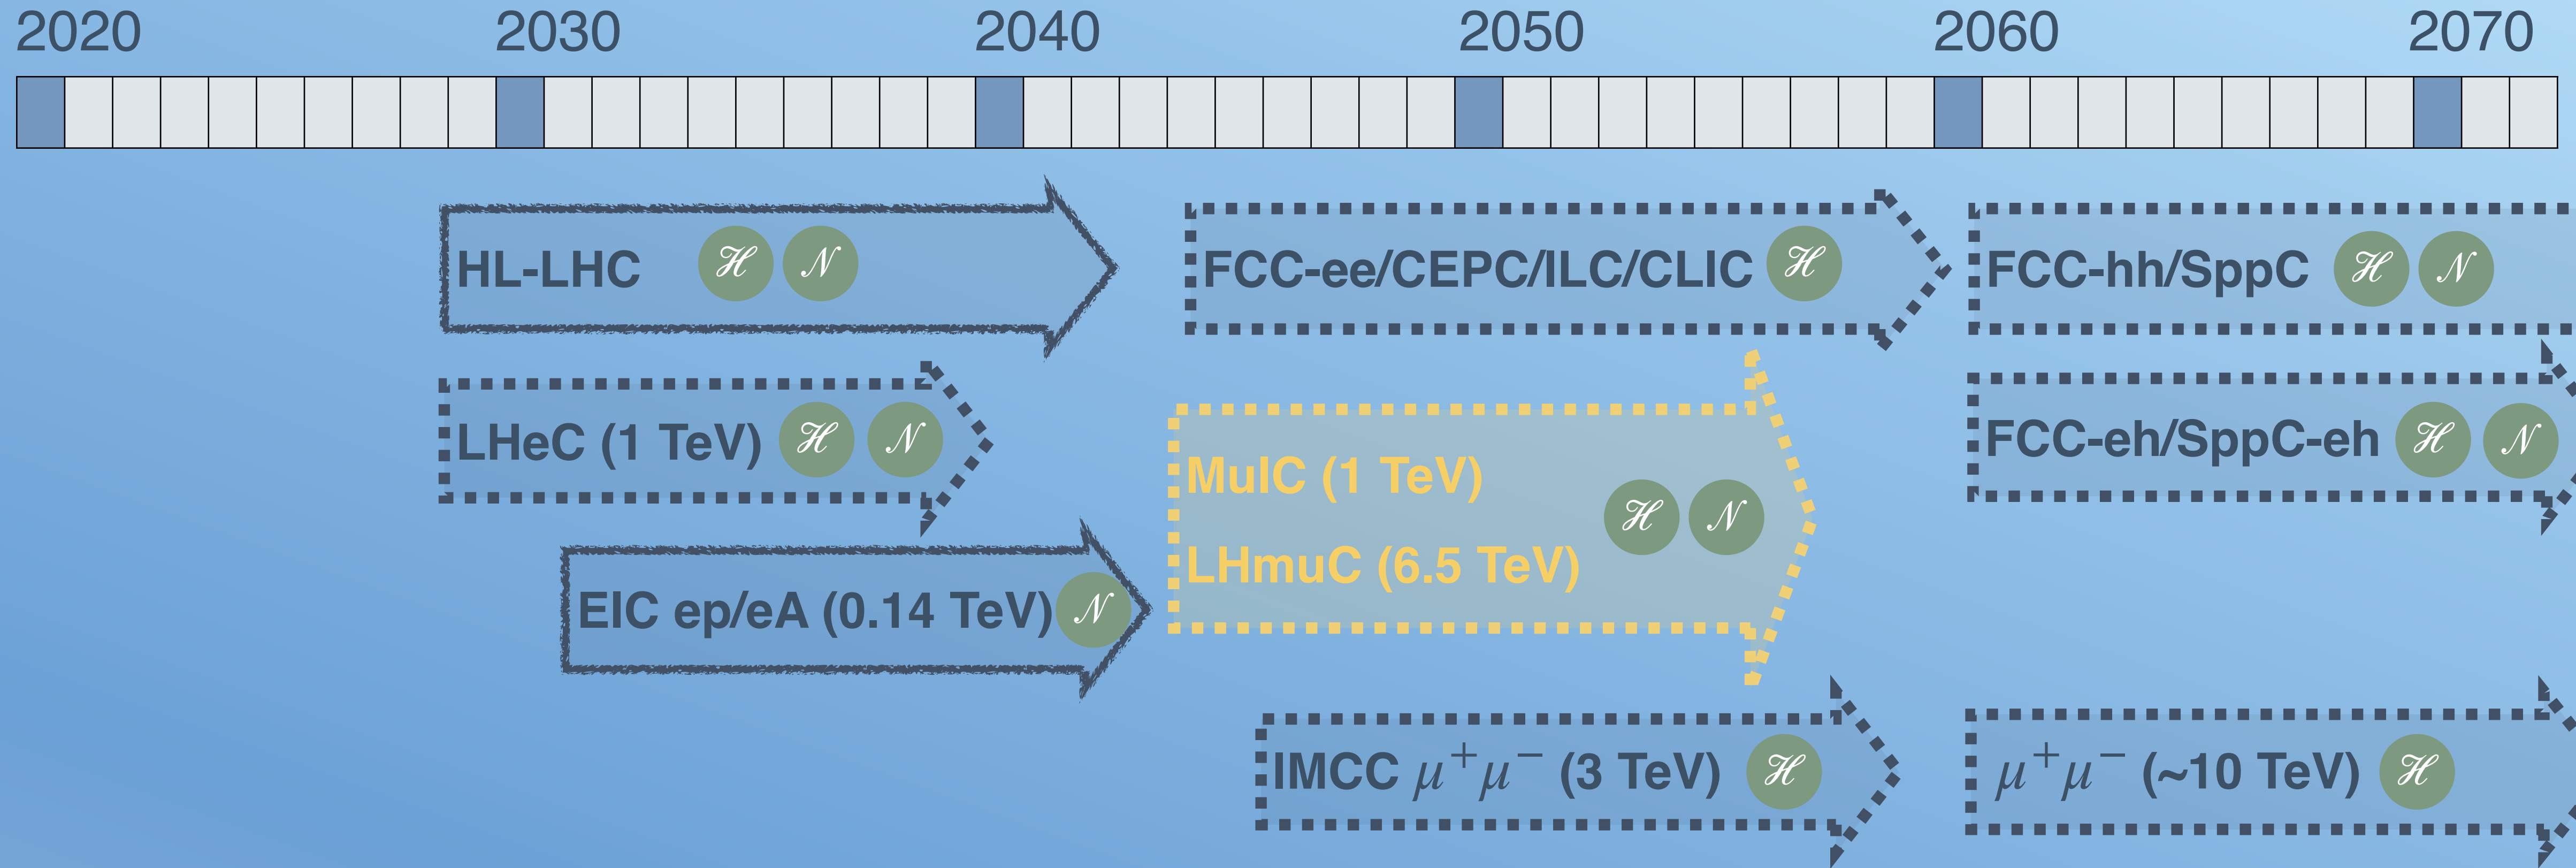 2020 2030 2040 2050 2060 2070
HL-LHC ℋ 𝒩
FCC-ee/CEPC/ILC/CLIC ℋ
FCC-hh/SppC ℋ 𝒩
LHeC (1 TeV) ℋ 𝒩
FCC-eh/SppC-eh ℋ 𝒩
MuIC (1 TeV)
LHmuC (6.5 TeV)
ℋ 𝒩
EIC ep/eA (0.14 TeV) 𝒩
IMCC μ⁺μ⁻ (3 TeV) ℋ
μ⁺μ⁻ (~10 TeV) ℋ